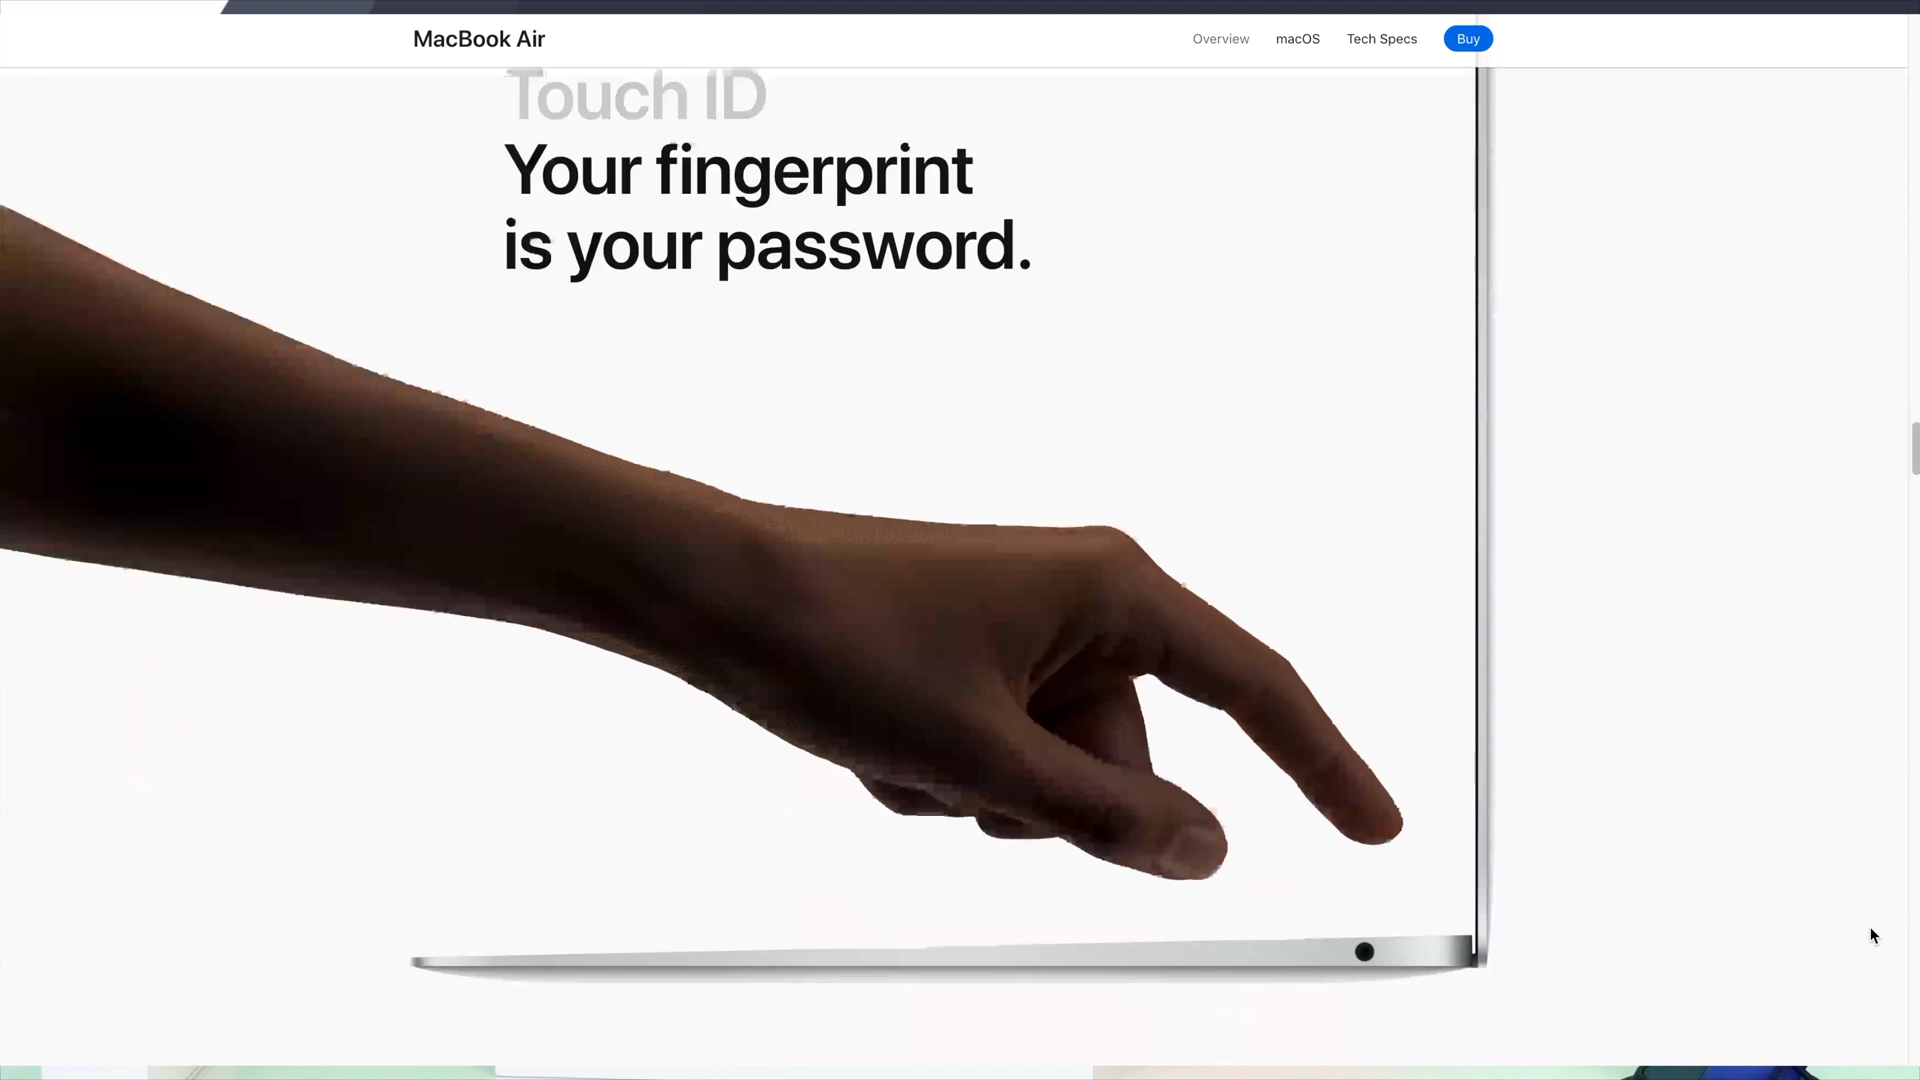 MacBook Air
Overview macOS Tech Specs Buy
Touch ID
Your fingerprint
is your password.